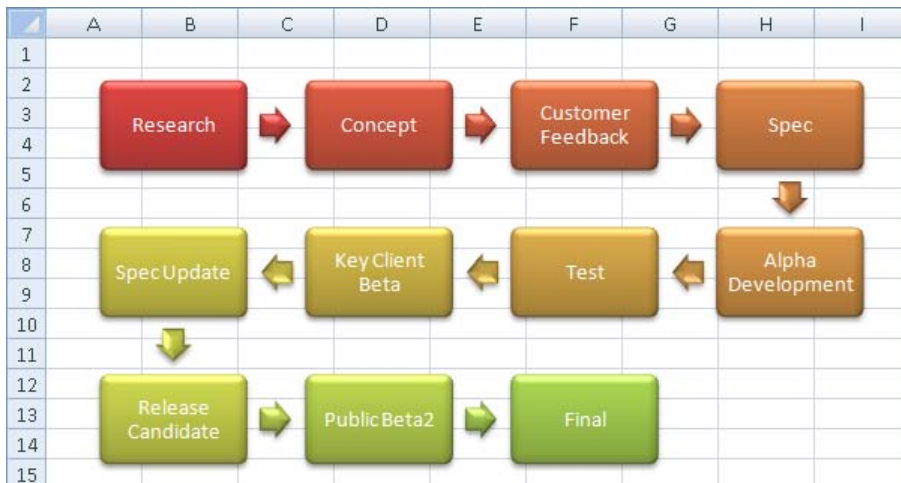 A B C D E F G H I
1
2
3
4
5
6
7
8
9
10
11
12
13
14
15
Research
Concept
Customer
Feedback
Spec
Alpha
Development
Test
Key Client
Beta
Spec Update
Release
Candidate
Public Beta2
Final